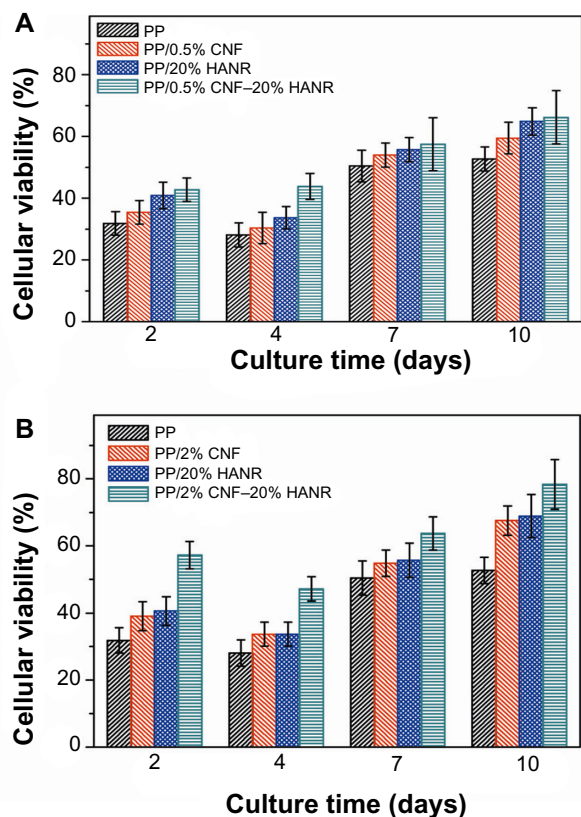 A
PP
PP/0.5% CNF
PP/20% HANR
PP/0.5% CNF–20% HANR
Cellular viability (%)
80
60
40
20
0
2 4 7 10
Culture time (days)
B
PP
PP/2% CNF
PP/20% HANR
PP/2% CNF–20% HANR
Cellular viability (%)
80
60
40
20
0
2 4 7 10
Culture time (days)